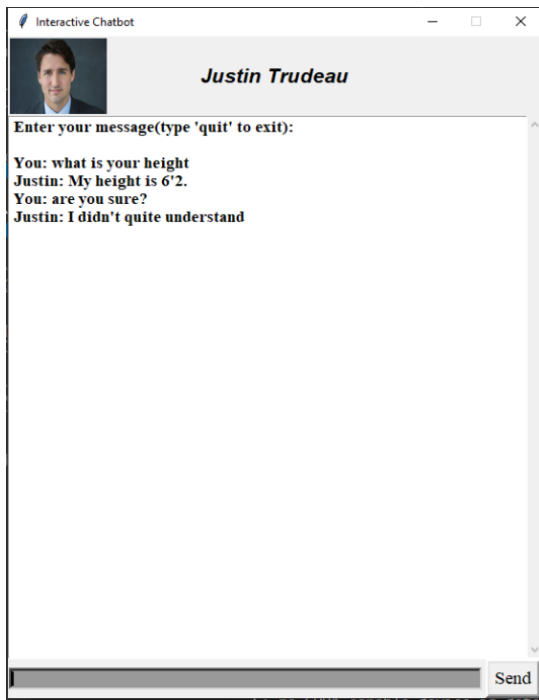 Interactive Chatbot
Justin Trudeau
Enter your message(type 'quit' to exit):
You: what is your height
Justin: My height is 6'2.
You: are you sure?
Justin: I didn't quite understand
Send